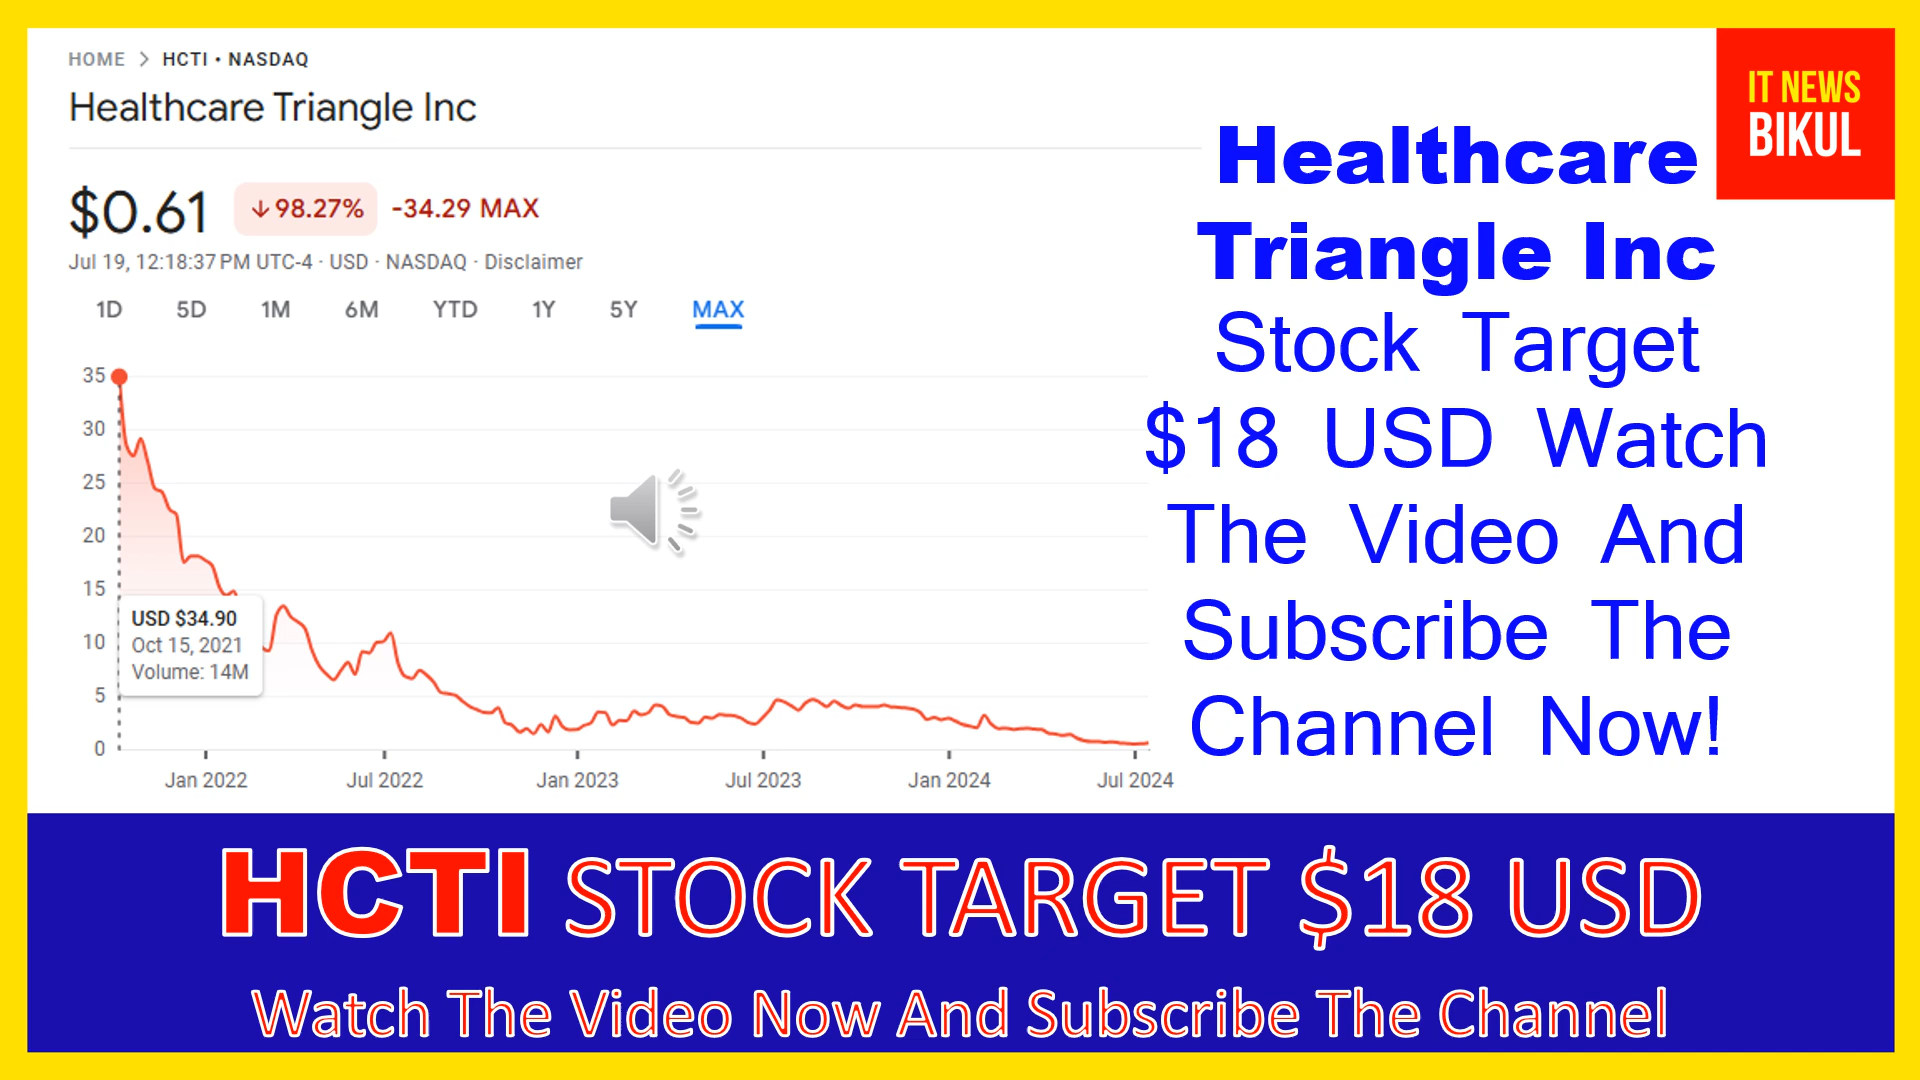 HOME > HCTI • NASDAQ
Healthcare Triangle Inc
$0.61 ↓98.27% -34.29 MAX
Jul 19, 12:18:37 PM UTC-4 · USD · NASDAQ · Disclaimer
1D 5D 1M 6M YTD 1Y 5Y MAX
35
30
25
20
15
10
5
0
USD $34.90
Oct 15, 2021
Volume: 14M
Jan 2022 Jul 2022 Jan 2023 Jul 2023 Jan 2024 Jul 2024
IT NEWS
BIKUL
Healthcare
Triangle Inc
Stock Target
$18 USD Watch
The Video And
Subscribe The
Channel Now!
HCTI STOCK TARGET $18 USD
Watch The Video Now And Subscribe The Channel